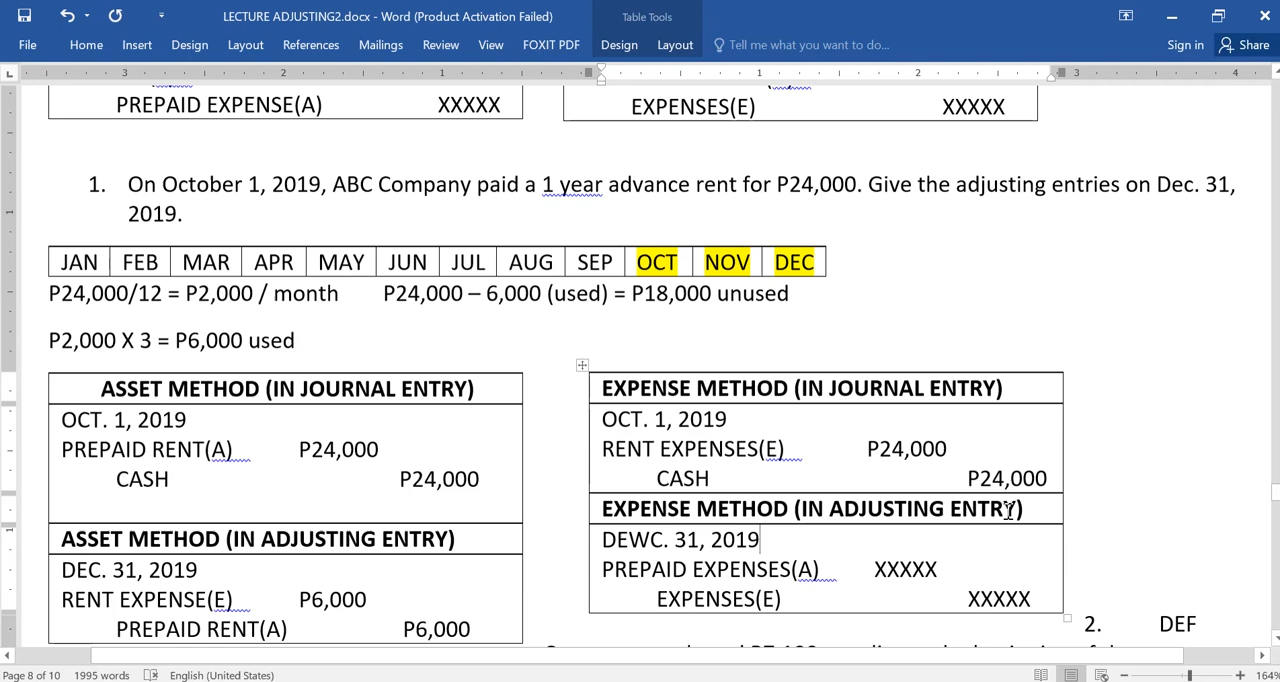 LECTURE ADJUSTING2.docx - Word (Product Activation Failed)
Table Tools
File Home Insert Design Layout References Mailings Review View FOXIT PDF Design Layout Tell me what you want to do... Sign in Share
3 2 1 1 2 3 4
PREPAID EXPENSE(A) XXXXX
EXPENSES(E) XXXXX
1. On October 1, 2019, ABC Company paid a 1 year advance rent for P24,000. Give the adjusting entries on Dec. 31,
2019.
JAN FEB MAR APR MAY JUN JUL AUG SEP OCT NOV DEC
P24,000/12 = P2,000 / month P24,000 – 6,000 (used) = P18,000 unused
P2,000 X 3 = P6,000 used
ASSET METHOD (IN JOURNAL ENTRY)
OCT. 1, 2019
PREPAID RENT(A) P24,000
CASH P24,000
ASSET METHOD (IN ADJUSTING ENTRY)
DEC. 31, 2019
RENT EXPENSE(E) P6,000
PREPAID RENT(A) P6,000
EXPENSE METHOD (IN JOURNAL ENTRY)
OCT. 1, 2019
RENT EXPENSES(E) P24,000
CASH P24,000
EXPENSE METHOD (IN ADJUSTING ENTRY)
DEWC. 31, 2019
PREPAID EXPENSES(A) XXXXX
EXPENSES(E) XXXXX
2. DEF
Page 8 of 10 1995 words English (United States) 164%